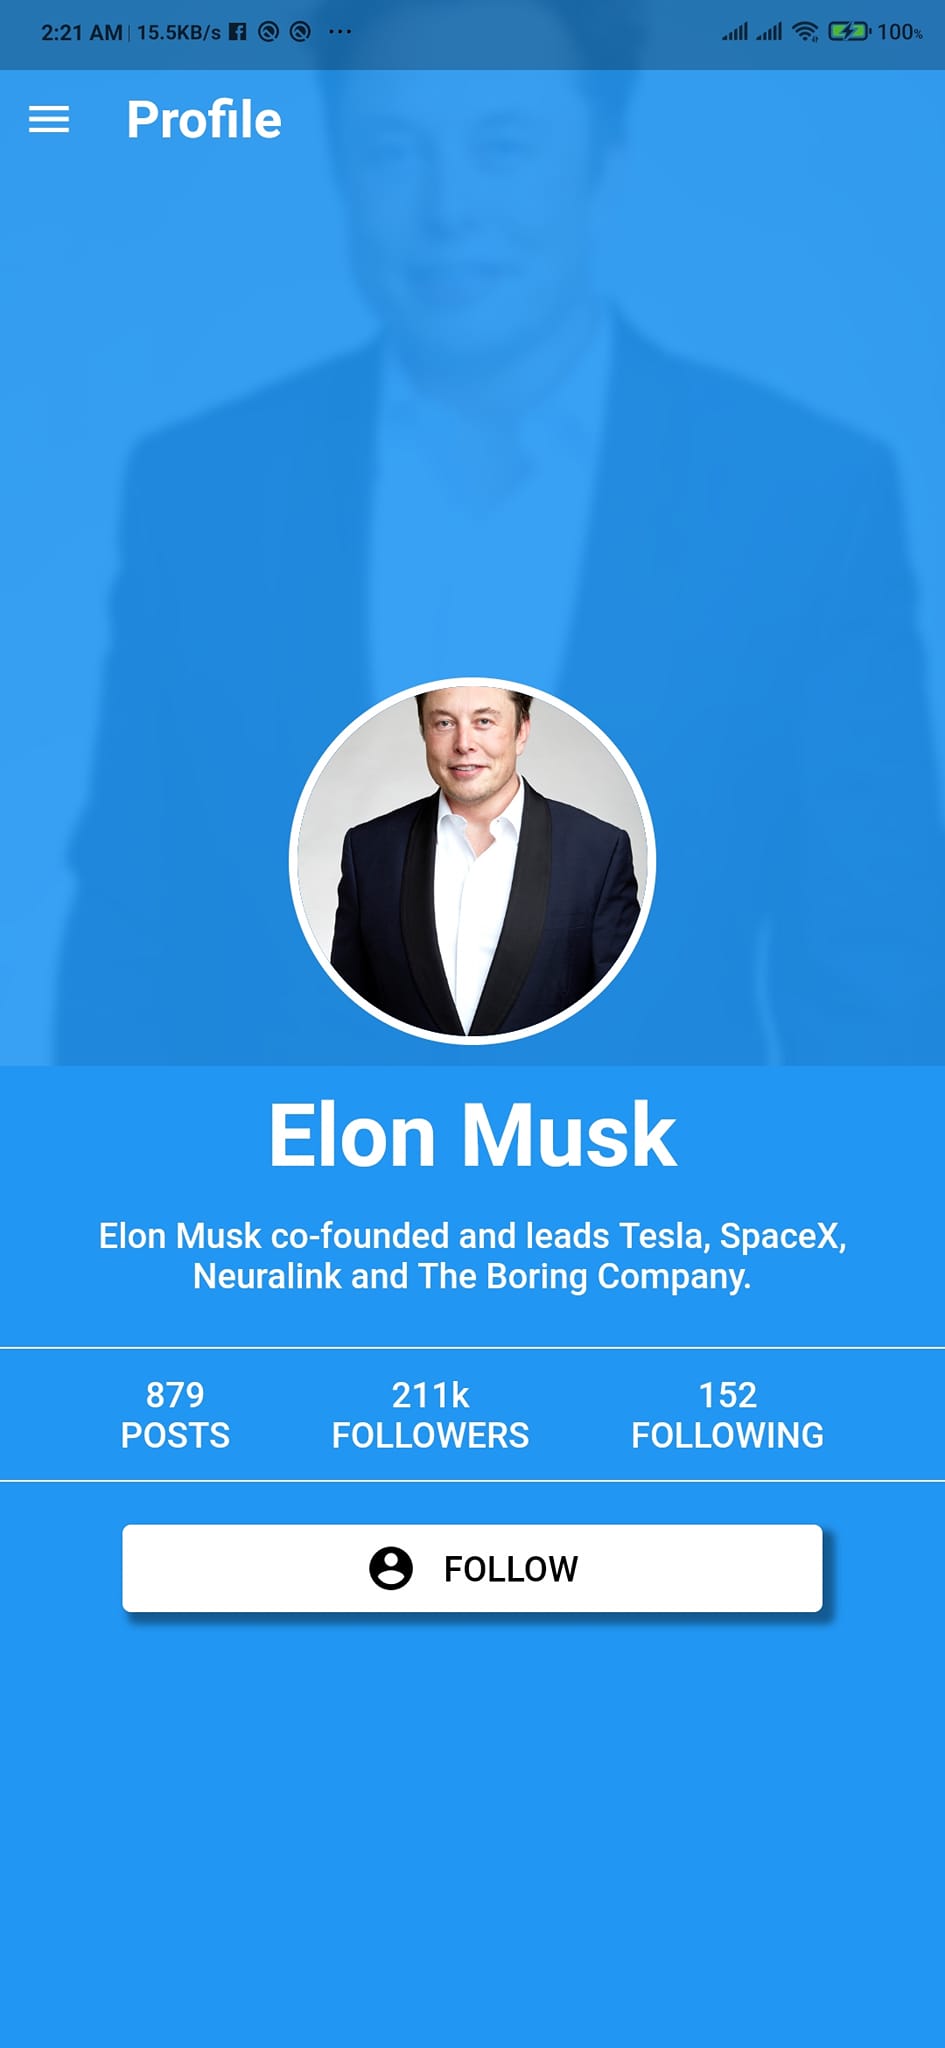 2:21 AM 15.5KB/s ... 100%
Profile
Elon Musk
Elon Musk co-founded and leads Tesla, SpaceX,
Neuralink and The Boring Company.
879 211k 152
POSTS FOLLOWERS FOLLOWING
FOLLOW